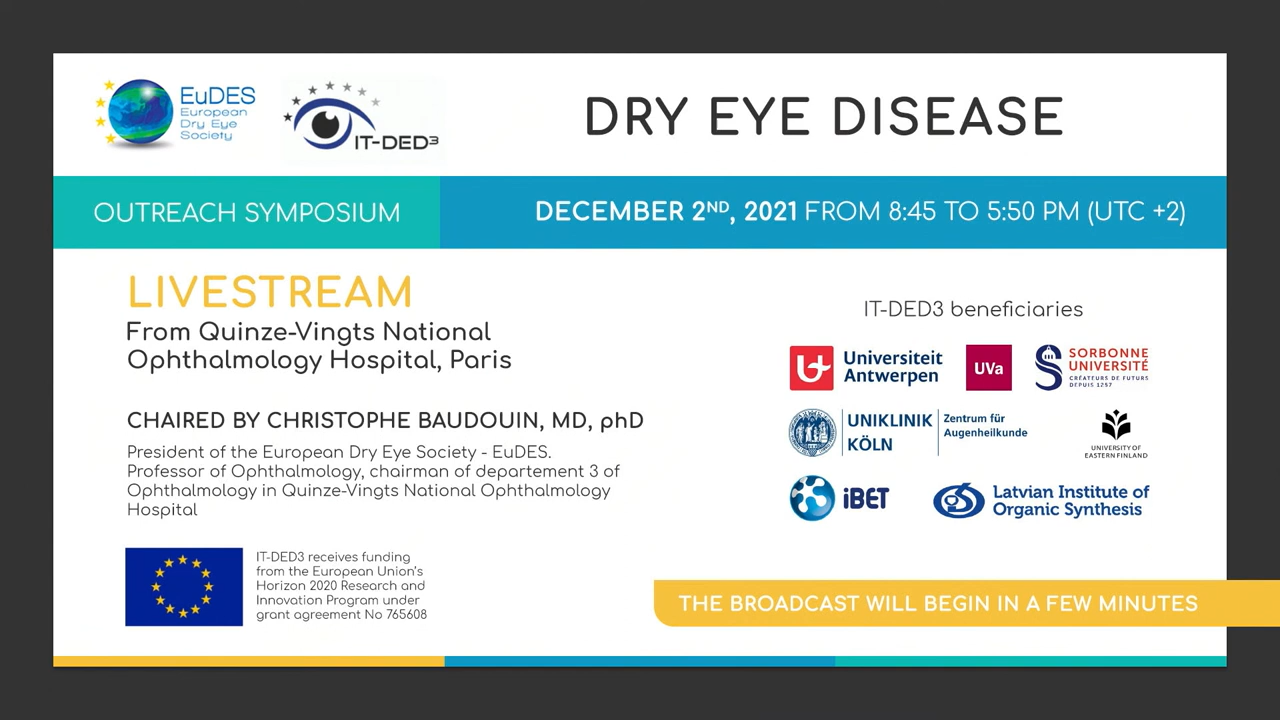 EuDES
European
Dry Eye
Society
IT-DED³
DRY EYE DISEASE
OUTREACH SYMPOSIUM
DECEMBER 2ND, 2021 FROM 8:45 TO 5:50 PM (UTC +2)
LIVESTREAM
From Quinze-Vingts National
Ophthalmology Hospital, Paris
CHAIRED BY CHRISTOPHE BAUDOUIN, MD, phD
President of the European Dry Eye Society - EuDES.
Professor of Ophthalmology, chairman of departement 3 of
Ophthalmology in Quinze-Vingts National Ophthalmology
Hospital
IT-DED3 receives funding
from the European Union's
Horizon 2020 Research and
Innovation Program under
grant agreement No 765608
IT-DED3 beneficiaries
Universiteit
Antwerpen
UVa
SORBONNE
UNIVERSITÉ
CRÉATEURS DE FUTURS
DEPUIS 1257
UNIKLINIK
KÖLN
Zentrum für
Augenheilkunde
UNIVERSITY OF
EASTERN FINLAND
iBET
Latvian Institute of
Organic Synthesis
THE BROADCAST WILL BEGIN IN A FEW MINUTES